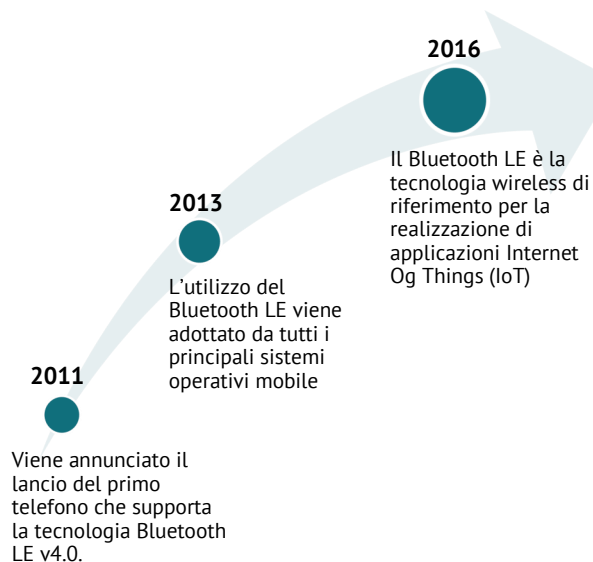 2016
Il Bluetooth LE è la
tecnologia wireless di
riferimento per la
realizzazione di
applicazioni Internet
Og Things (IoT)
2013
L'utilizzo del
Bluetooth LE viene
adottato da tutti i
principali sistemi
operativi mobile
2011
Viene annunciato il
lancio del primo
telefono che supporta
la tecnologia Bluetooth
LE v4.0.